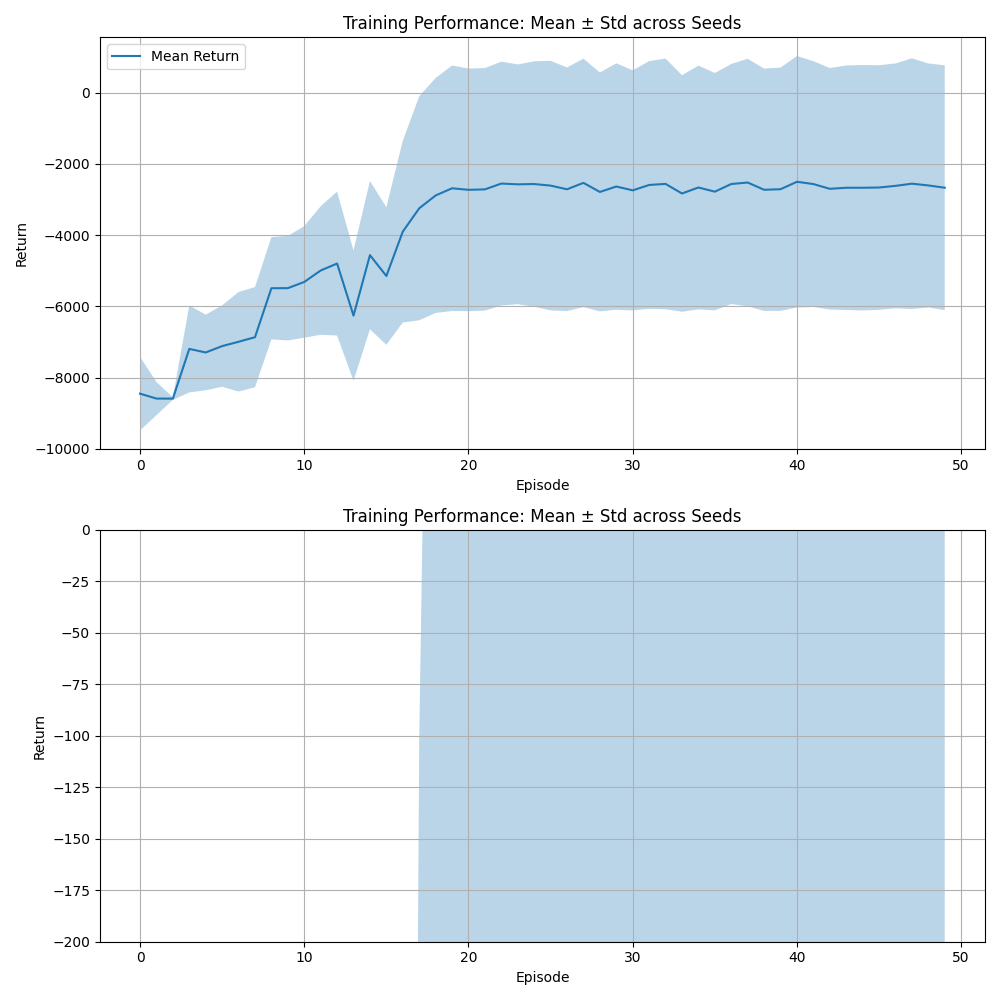 Training Performance: Mean ± Std across Seeds
Mean Return
0
−2000
−4000
−6000
−8000
−10000
Return
0 10 20 30 40 50
Episode
Training Performance: Mean ± Std across Seeds
0
−25
−50
−75
−100
−125
−150
−175
−200
Return
0 10 20 30 40 50
Episode